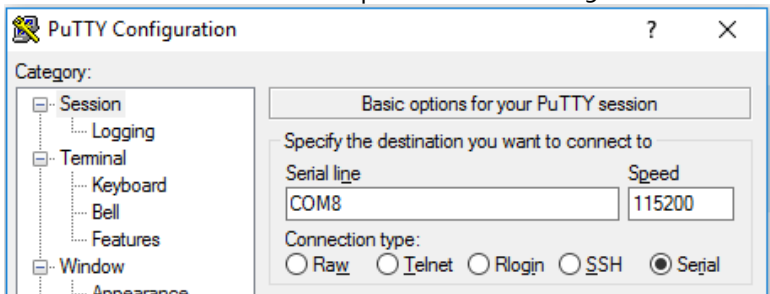 PuTTY Configuration ? ×
Category:
Session
Logging
Terminal
Keyboard
Bell
Features
Window
Appearance
Basic options for your PuTTY session
Specify the destination you want to connect to
Serial line Speed
COM8 115200
Connection type:
Raw Telnet Rlogin SSH Serial